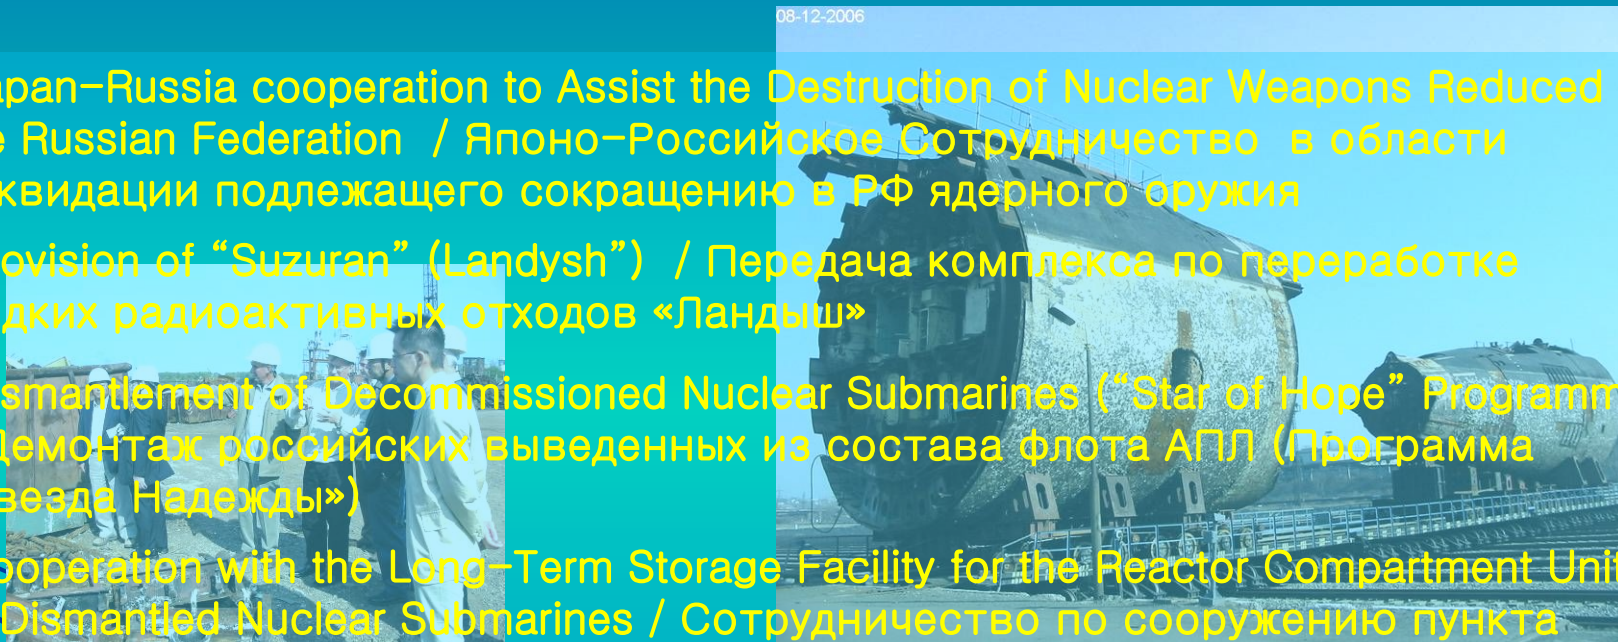 08-12-2006
apan-Russia cooperation to Assist the Destruction of Nuclear Weapons Reduced
e Russian Federation / Японо-Российское Сотрудничество в области
квидации подлежащего сокращению в РФ ядерного оружия
ovision of “Suzuran” (Landysh”) / Передача комплекса по переработке
дких радиоактивных отходов «Ландыш»
smantlement of Decommissioned Nuclear Submarines (“Star of Hope” Programm
Демонтаж российских выведенных из состава флота АПЛ (Программа
везда Надежды»)
ooperation with the Long-Term Storage Facility for the Reactor Compartment Unit
Dismantled Nuclear Submarines / Сотрудничество по сооружению пункта